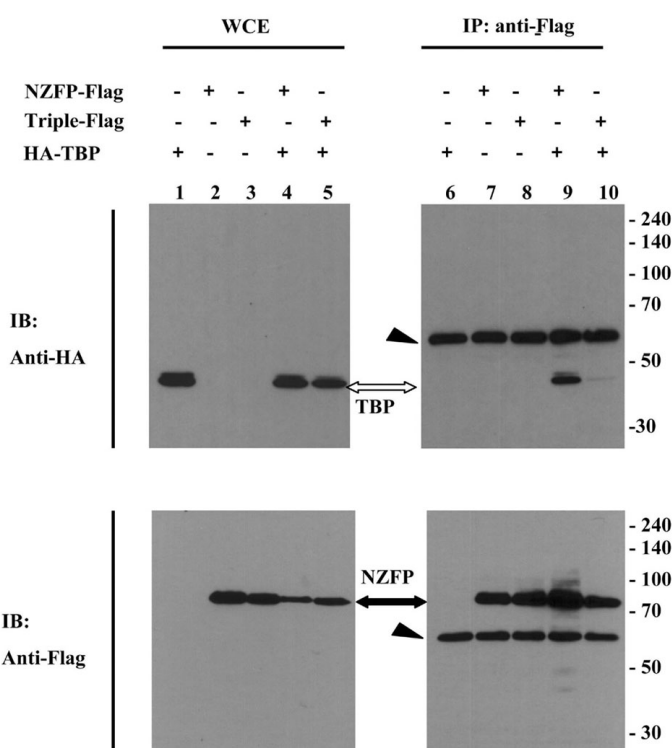 WCE IP: anti-Flag
NZFP-Flag - + - + - - + - + -
Triple-Flag - - + - + - - + - +
HA-TBP + - - + + + - - + +
1 2 3 4 5 6 7 8 9 10
- 240
- 140
- 100
- 70
IB:
Anti-HA
- 50
TBP
-30
- 240
- 140
NZFP
- 100
- 70
IB:
Anti-Flag
- 50
- 30